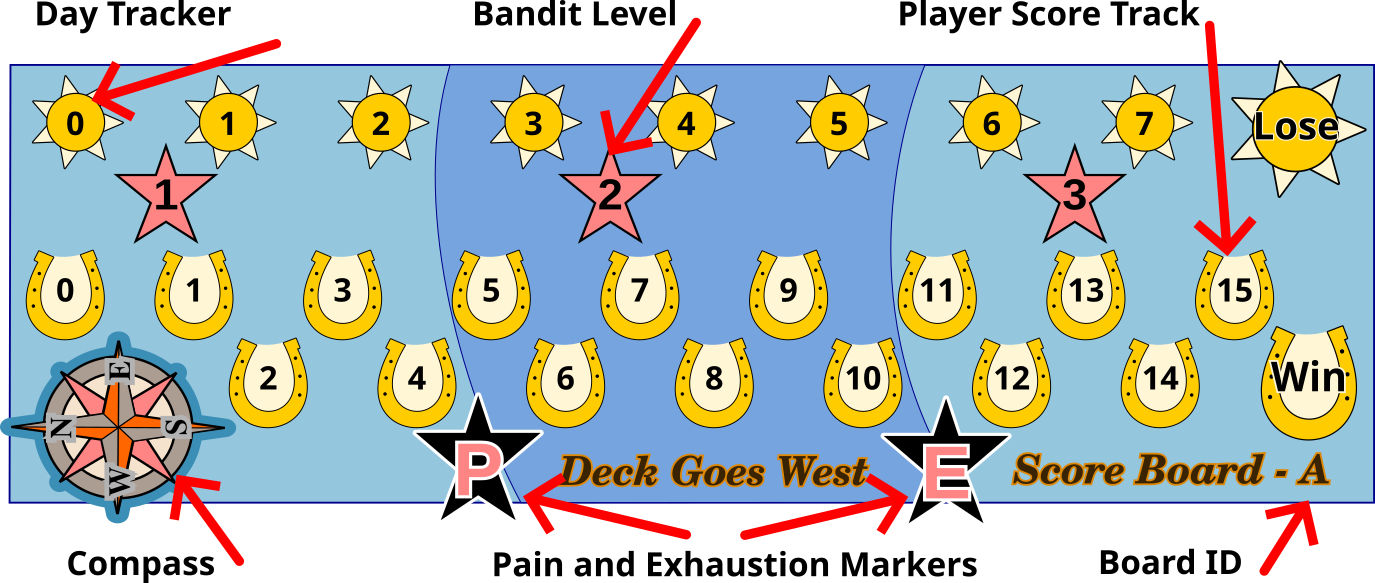 Day Tracker
Bandit Level
Player Score Track
0 1 2 3 4 5 6 7 Lose
1 2 3
0 1 3 5 7 9 11 13 15
2 4 6 8 10 12 14 Win
E
N S
W
P E
Deck Goes West
Score Board - A
Compass
Pain and Exhaustion Markers
Board ID